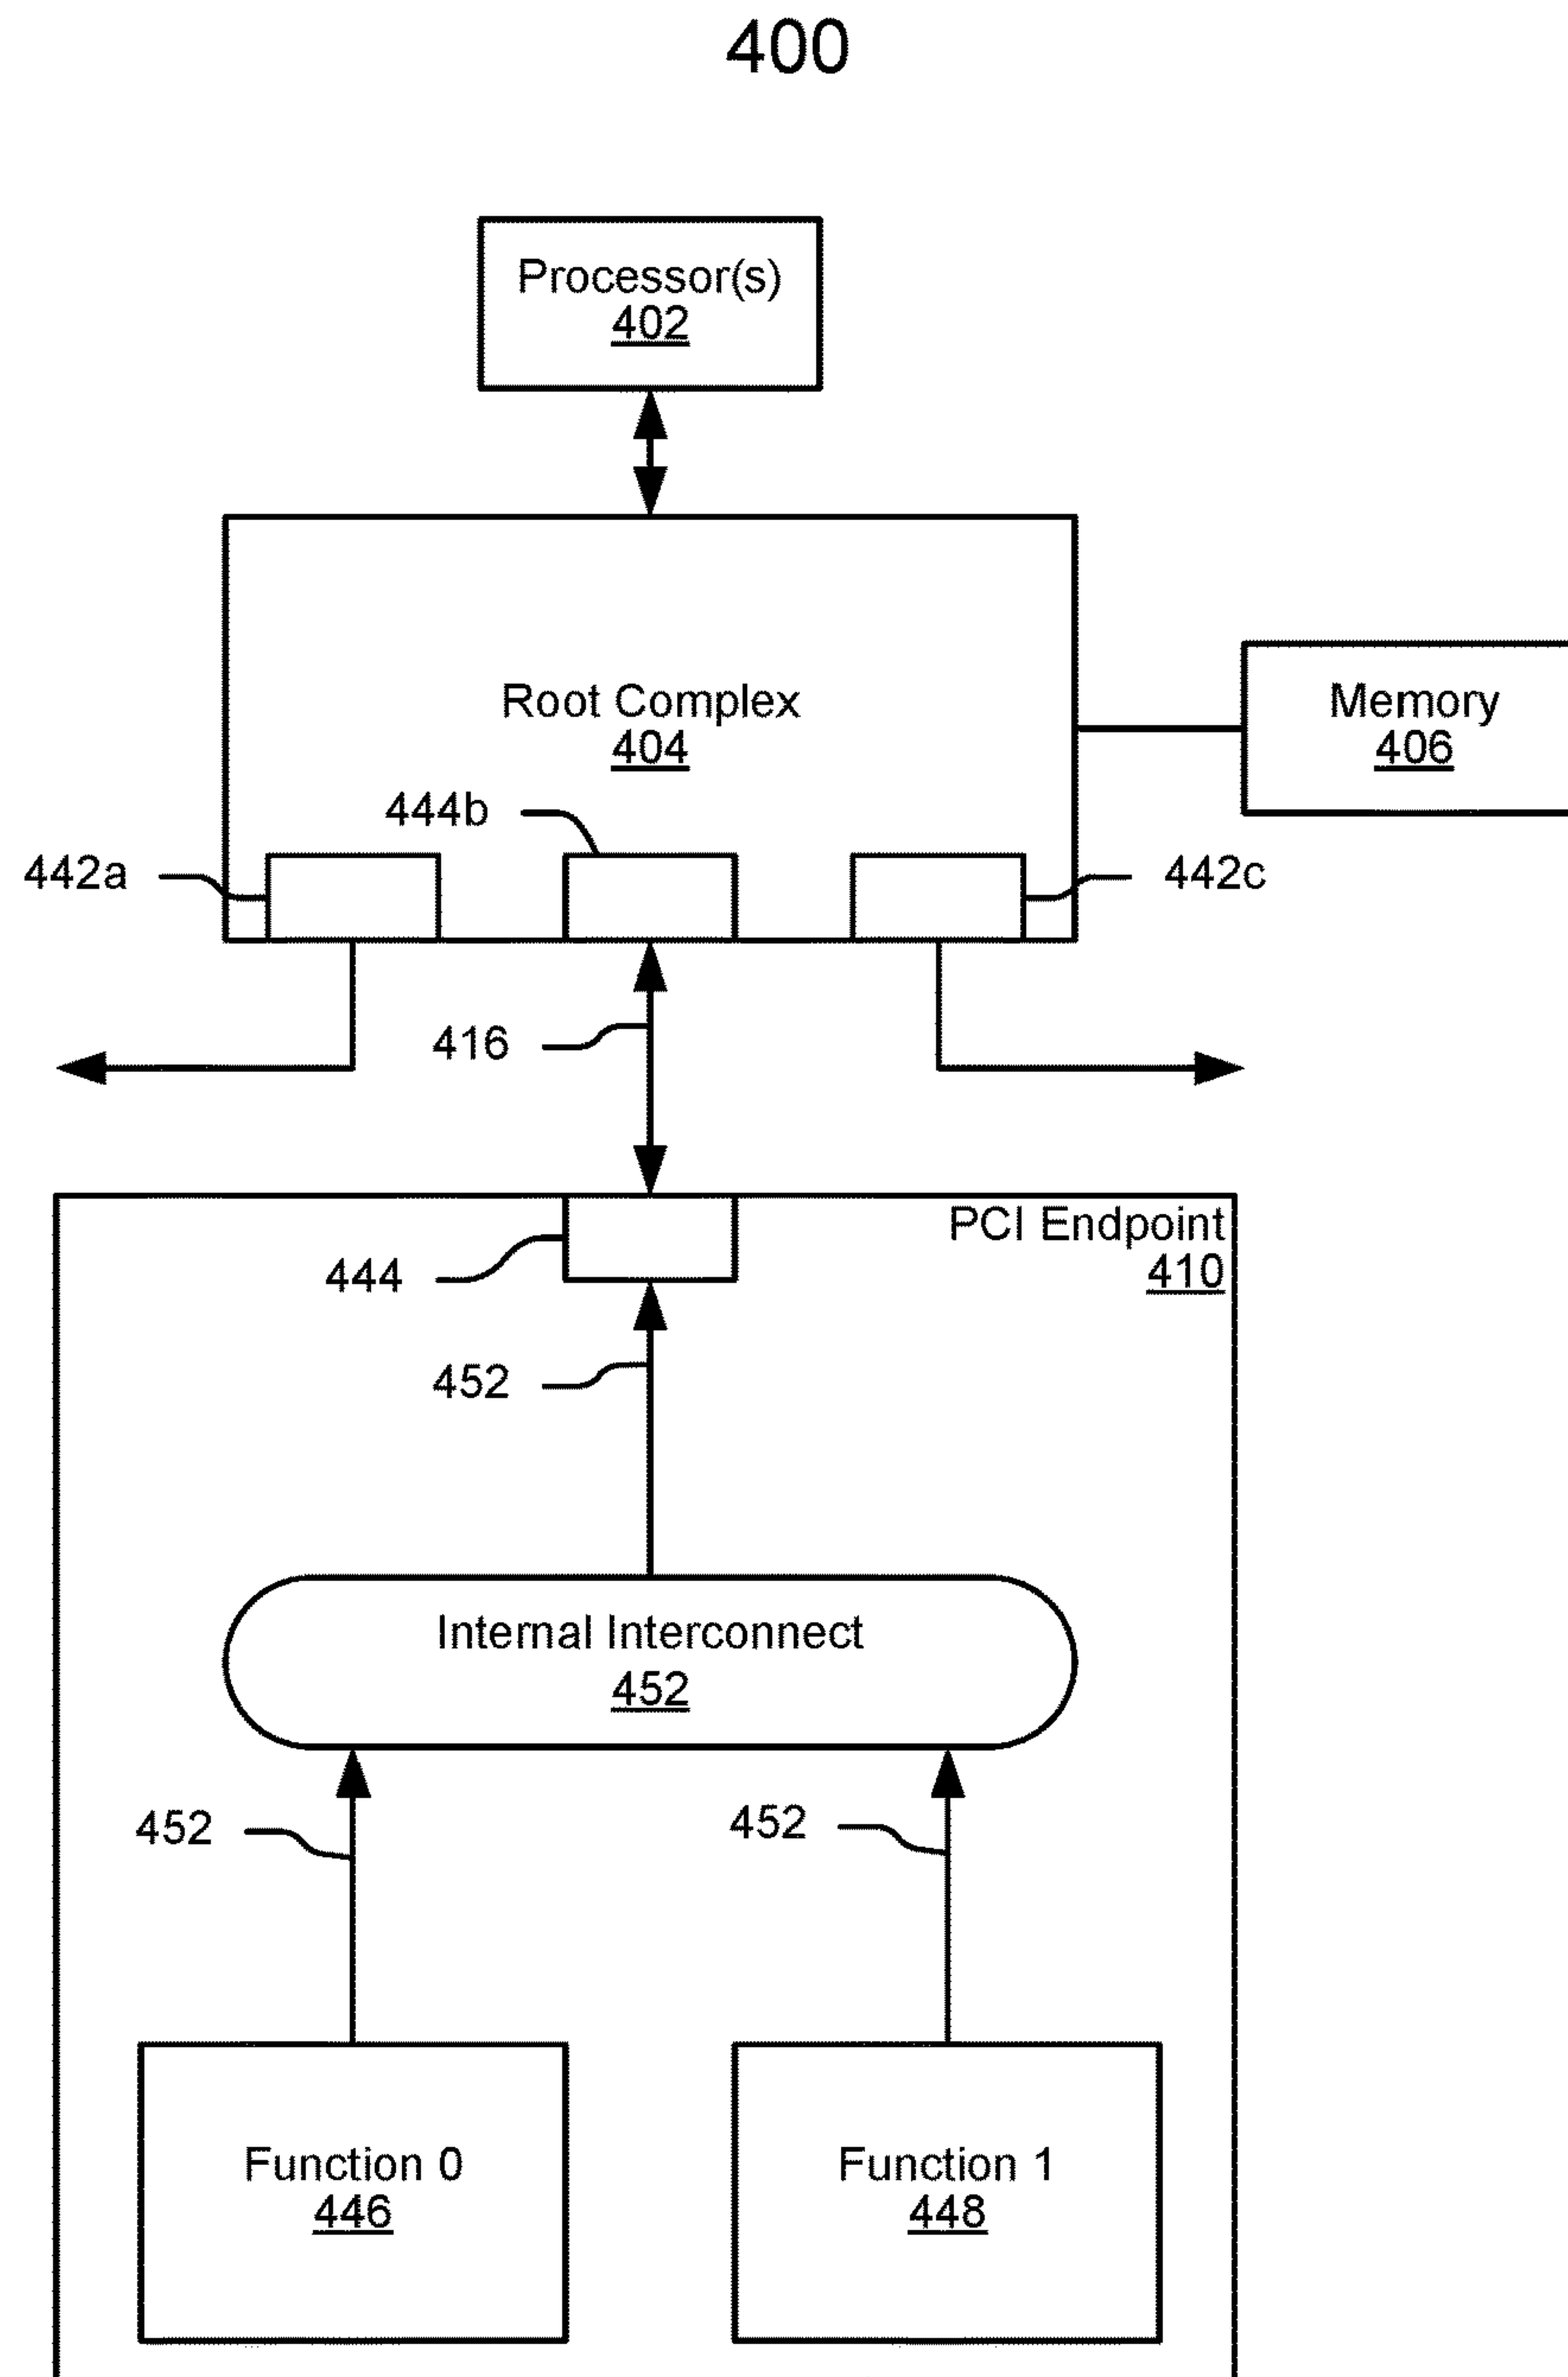 400
Processor(s)
402
Root Complex
404
Memory
406
444b
442a
442c
416
PCI Endpoint
410
444
452
Internal Interconnect
452
452
452
Function 0
446
Function 1
448